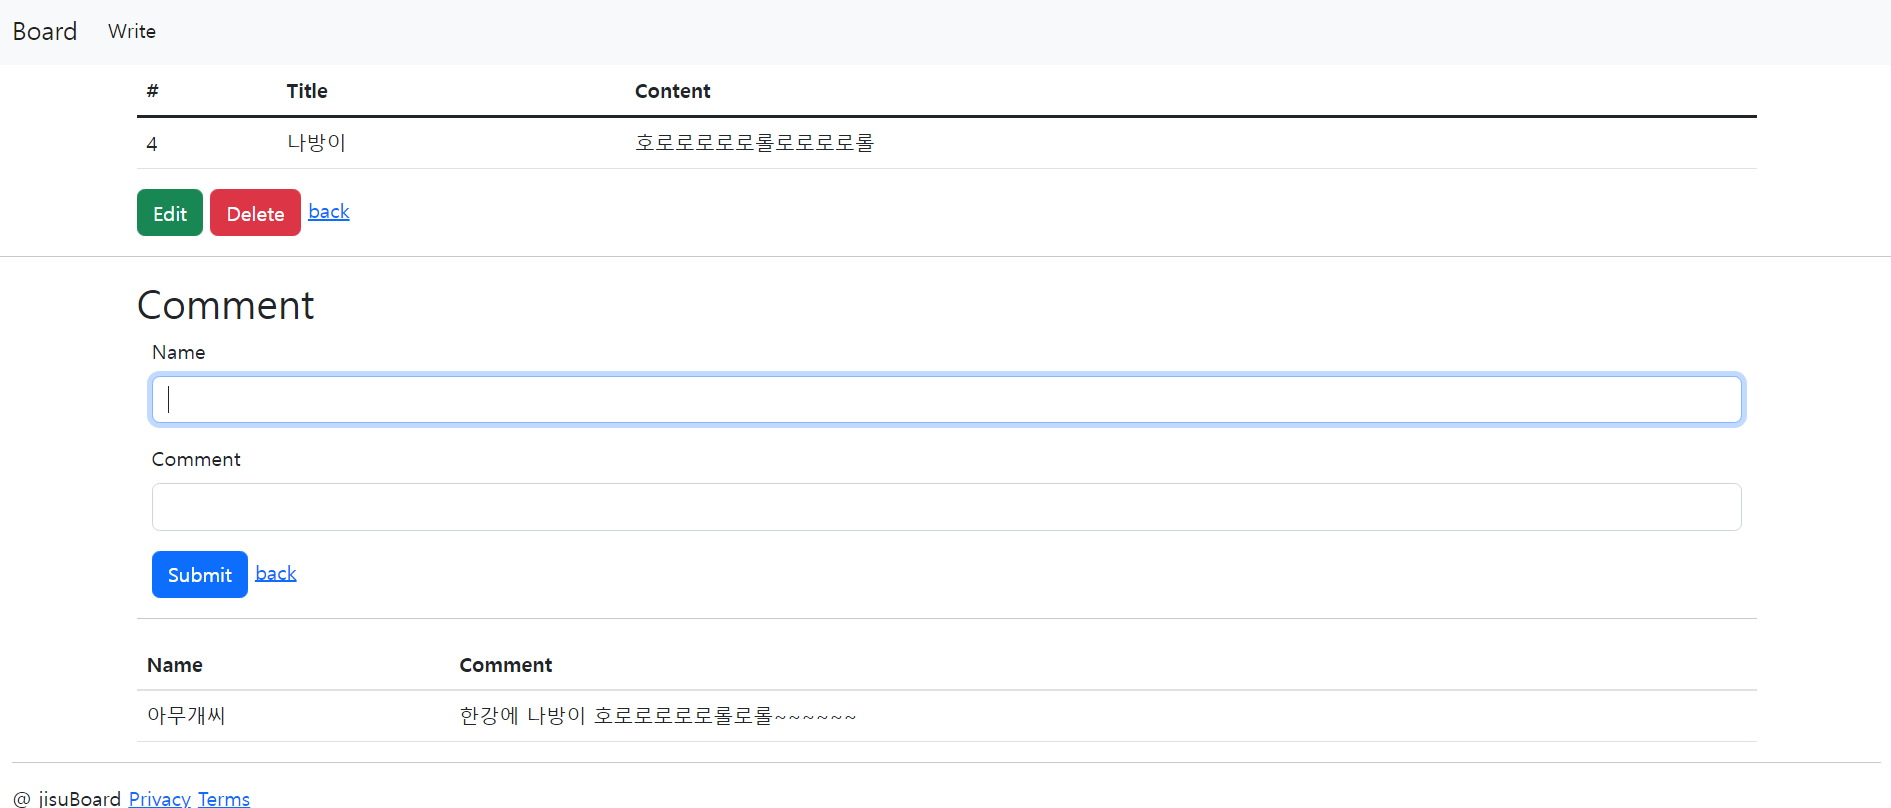 Board Write
# Title Content
4 나방이 호로로로로로롤로로로로롤
Edit Delete back
Comment
Name
Comment
Submit back
Name Comment
아무개씨 한강에 나방이 호로로로로로롤로롤~~~~~~
@ jisuBoard Privacy Terms